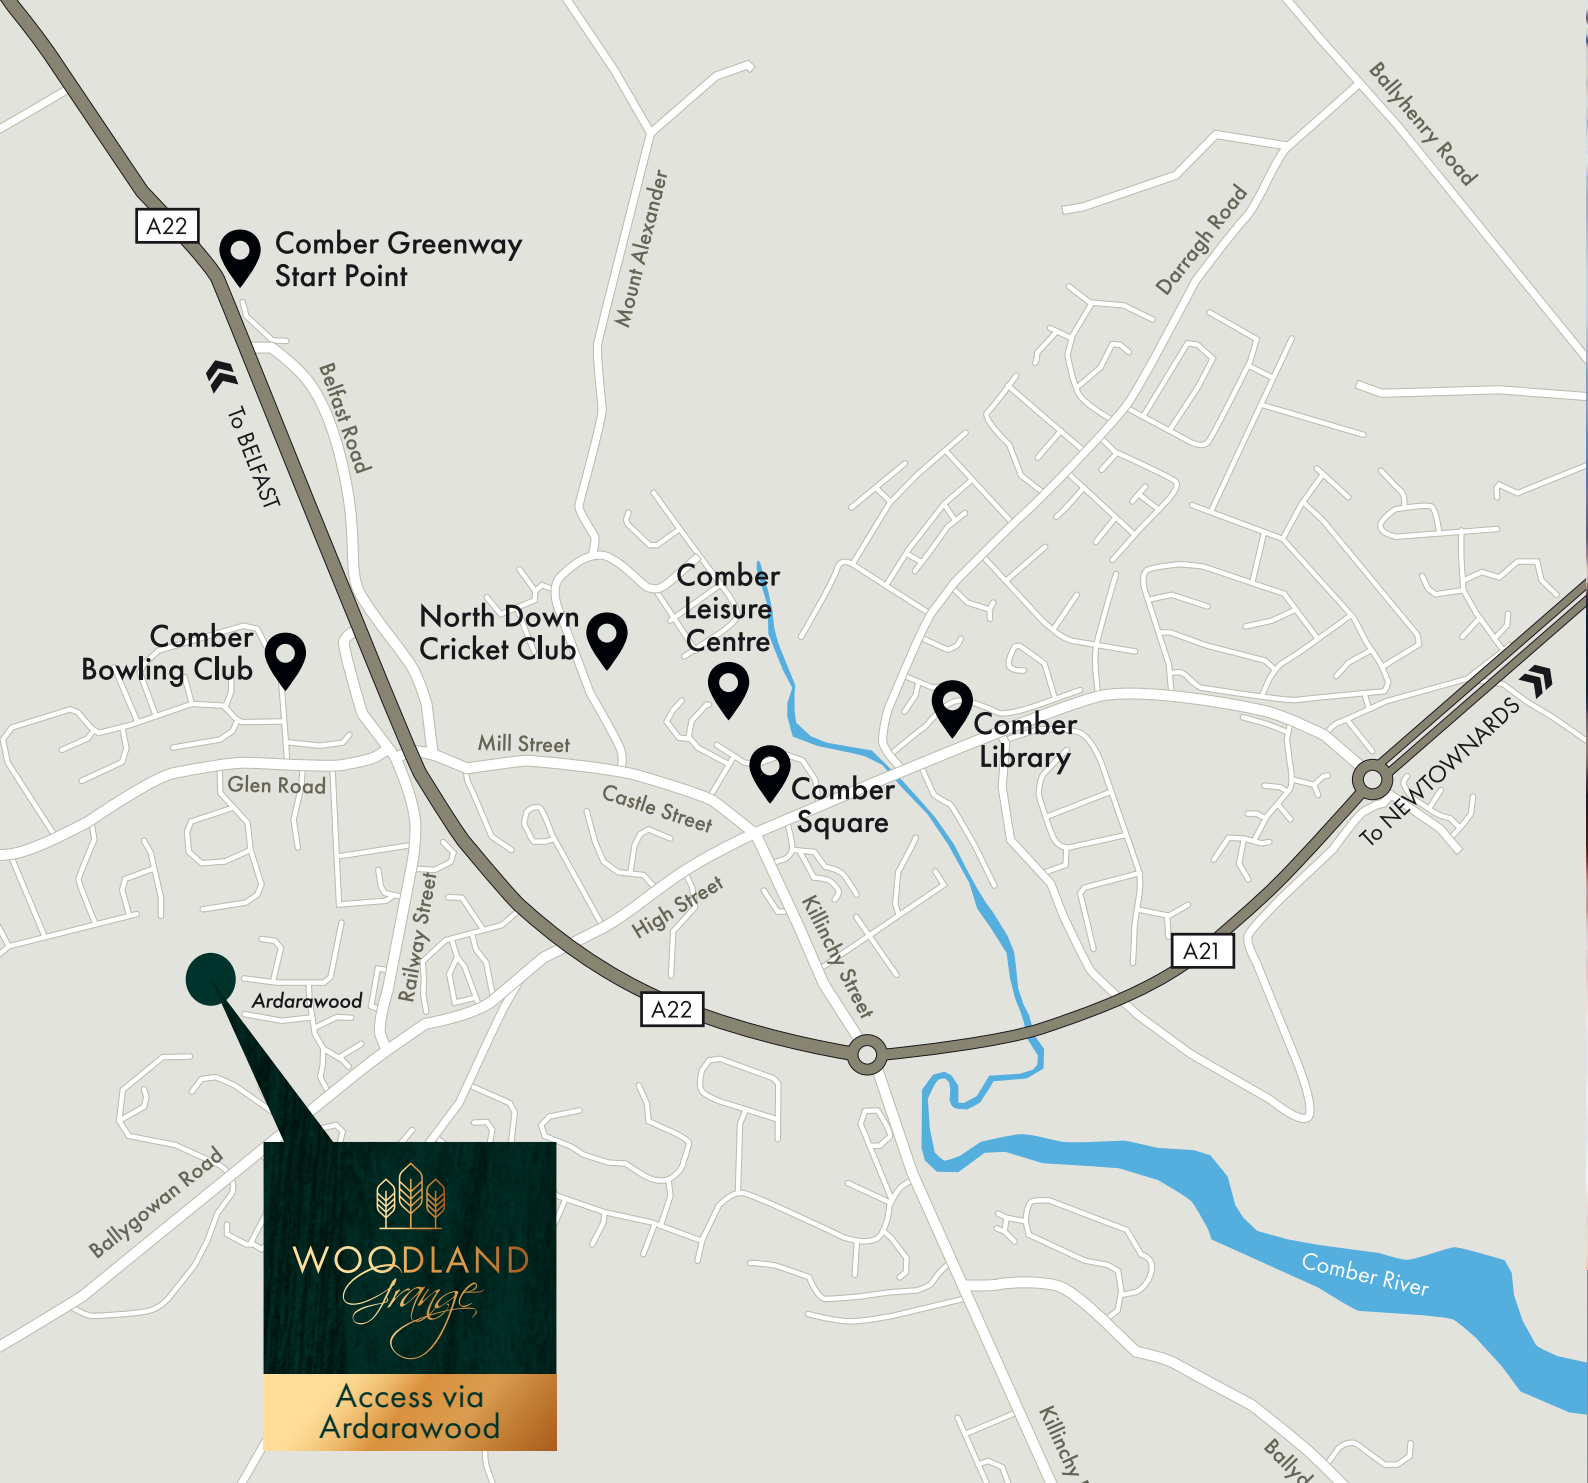 Ballyhenry Road
Mount Alexander
Darragh Road
A22
Comber Greenway
Start Point
Belfast Road
To BELFAST
Comber
Leisure
Centre
North Down
Cricket Club
Comber
Bowling Club
Comber
Library
To NEWTOWNARDS
Mill Street
Glen Road
Castle Street
Comber
Square
High Street
Railway Street
Killinchy Street
A21
Ardarawood
A22
Ballygowan Road
WOODLAND
Grange
Access via
Ardarawood
Comber River
Killinchy
Ballyd